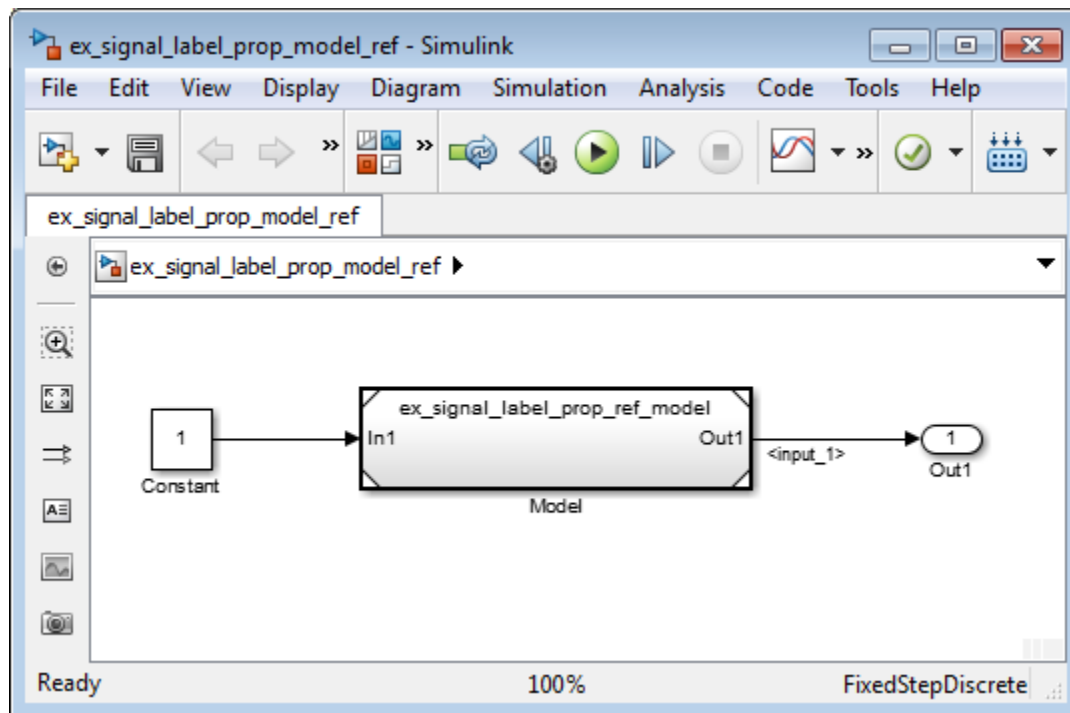 ex_signal_label_prop_model_ref - Simulink
File Edit View Display Diagram Simulation Analysis Code Tools Help
ex_signal_label_prop_model_ref
ex_signal_label_prop_model_ref
ex_signal_label_prop_ref_model
1 In1 Out1 <input_1> 1
Constant Out1
Model
Ready 100% FixedStepDiscrete